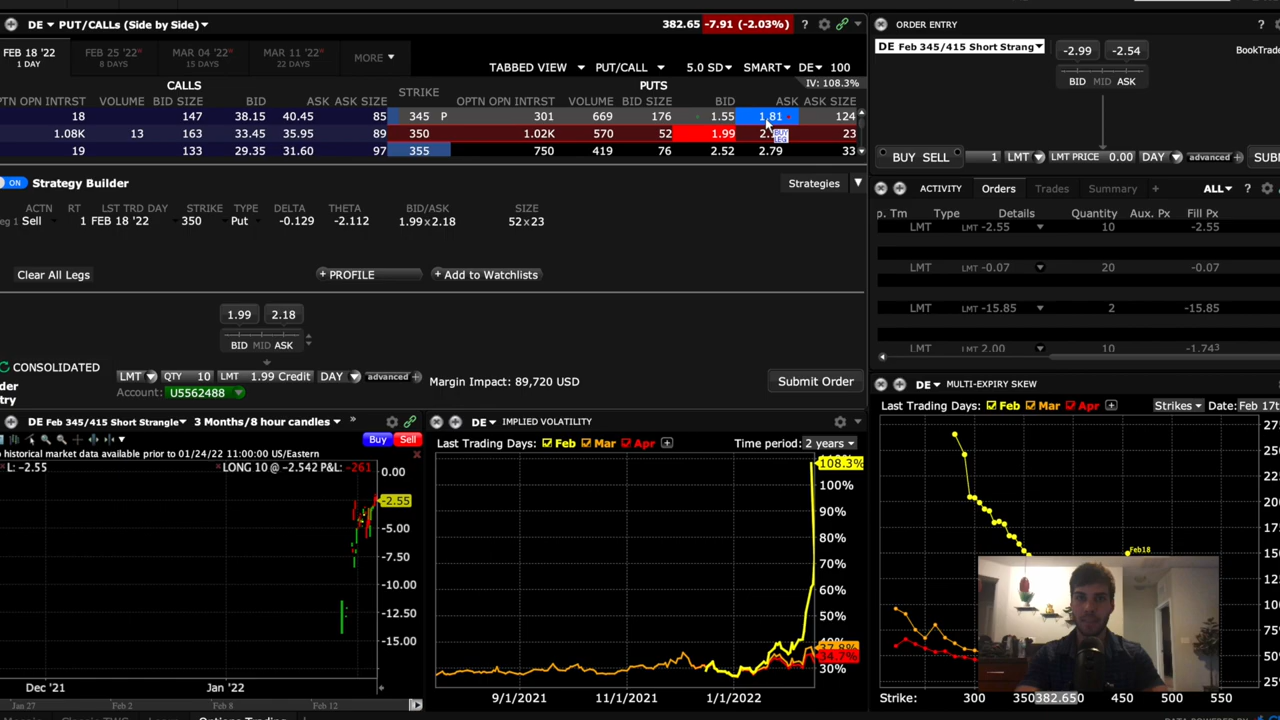 DE PUT/CALLs (Side by Side)
382.65 -7.91 (-2.03%)
FEB 18 '22
1 DAY
FEB 25 '22
8 DAYS
MAR 04 '22
15 DAYS
MAR 11 '22
22 DAYS
MORE
TABBED VIEW PUT/CALL 5.0 SD SMART DE 100
IV: 108.3%
CALLS STRIKE PUTS
PTN OPN INTRST VOLUME BID SIZE BID ASK ASK SIZE OPTN OPN INTRST VOLUME BID SIZE BID ASK ASK SIZE
18 147 38.15 40.45 85 345 P 301 669 176 1.55 1.81 124
1.08K 13 163 33.45 35.95 89 350 1.02K 570 52 1.99 23
19 133 29.35 31.60 97 355 750 419 76 2.52 2.79 33
BUY
LEG
ON Strategy Builder Strategies
ACTN RT LST TRD DAY STRIKE TYPE DELTA THETA BID/ASK SIZE
eg 1 Sell 1 FEB 18 '22 350 Put -0.129 -2.112 1.99x2.18 52x23
Clear All Legs + PROFILE + Add to Watchlists
1.99 2.18
BID MID ASK
CONSOLIDATED
der
try
LMT QTY 10 LMT 1.99 Credit DAY advanced +
Account: U5562488
Margin Impact: 89,720 USD
Submit Order
ORDER ENTRY
DE Feb 345/415 Short Strang
-2.99 -2.54
BookTrad
BID MID ASK
BUY SELL 1 LMT LMT PRICE 0.00 DAY advanced + SUB
ACTIVITY Orders Trades Summary + ALL
p. Tm Type Details Quantity Aux. Px Fill Px
LMT LMT -2.55 10 -2.55
LMT LMT -0.07 20 -0.07
LMT LMT -15.85 2 -15.85
LMT LMT 2.00 10 -1.743
DE Feb 345/415 Short Strangle 3 Months/8 hour candles »
Buy Sell
o historical market data available prior to 01/24/22 11:00:00 US/Eastern
L: -2.55 LONG 10 @ -2.542 P&L: -261
0.00
-2.55
-5.00
-7.50
-10.00
-12.50
-15.00
Dec '21 Jan '22
Jan 27 Feb 2 Feb 8 Feb 12
Options Trading
DE IMPLIED VOLATILITY
Last Trading Days: Feb Mar Apr + Time period: 2 years
108.3%
100%
90%
80%
70%
60%
50%
40%
37.8%
34.7%
30%
9/1/2021 11/1/2021 1/1/2022
DE MULTI-EXPIRY SKEW
Last Trading Days: Feb Mar Apr + Strikes Date: Feb 17t
Feb18
Strike: 300 350 382.650 450 500 550